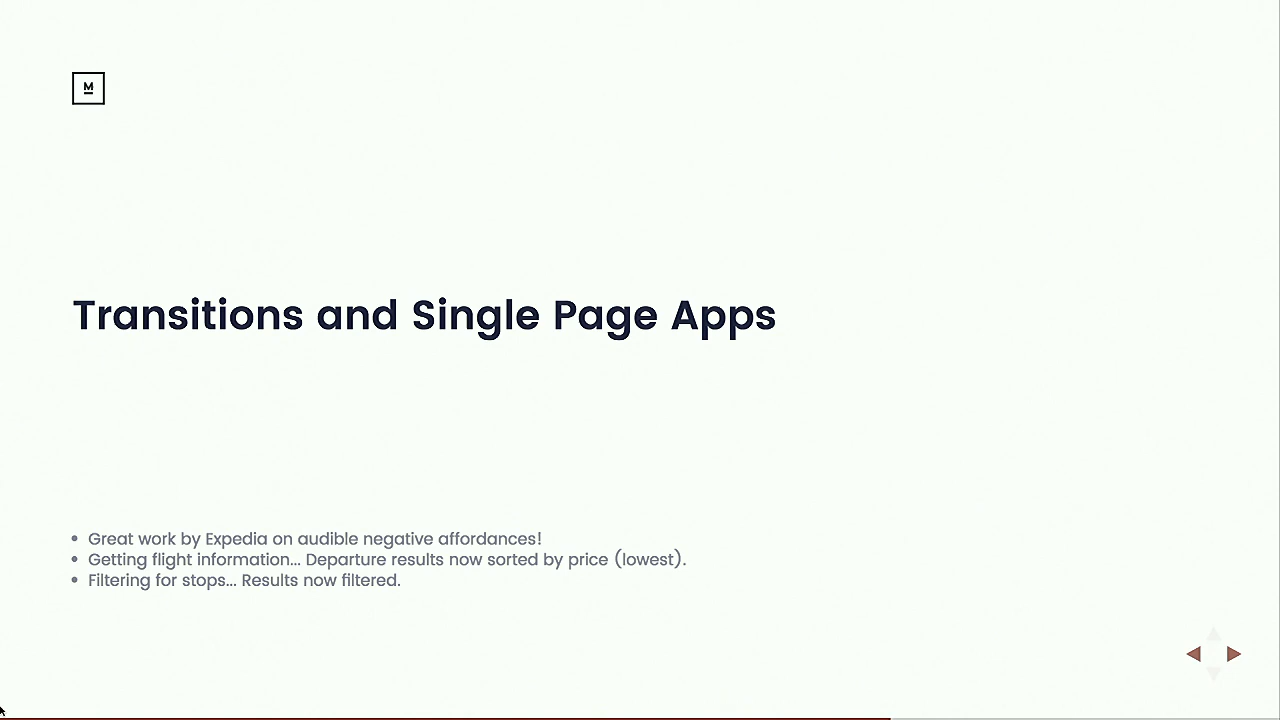 M
Transitions and Single Page Apps
• Great work by Expedia on audible negative affordances!
• Getting flight information... Departure results now sorted by price (lowest).
• Filtering for stops... Results now filtered.